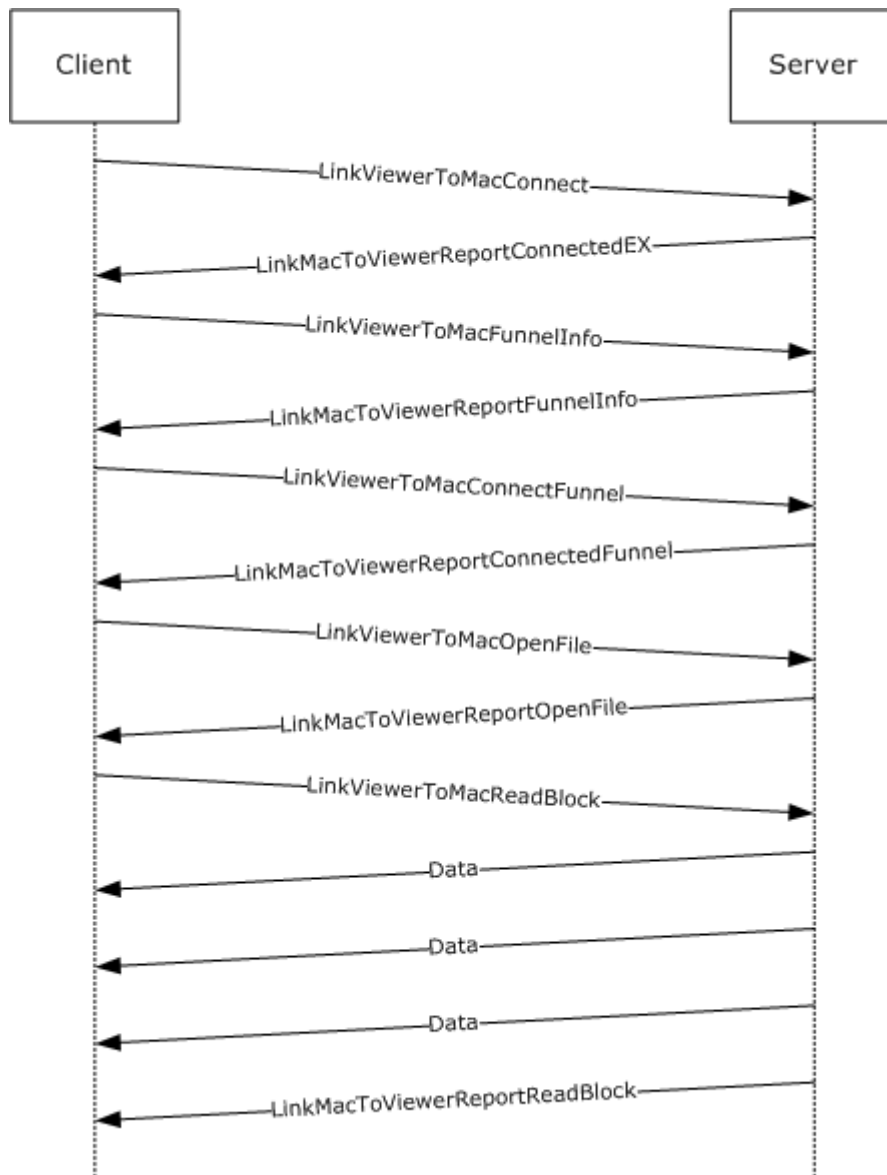 Client
Server
LinkViewerToMacConnect
LinkMacToViewerReportConnectedEX
LinkViewerToMacFunnelInfo
LinkMacToViewerReportFunnelInfo
LinkViewerToMacConnectFunnel
LinkMacToViewerReportConnectedFunnel
LinkViewerToMacOpenFile
LinkMacToViewerReportOpenFile
LinkViewerToMacReadBlock
Data
Data
Data
LinkMacToViewerReportReadBlock